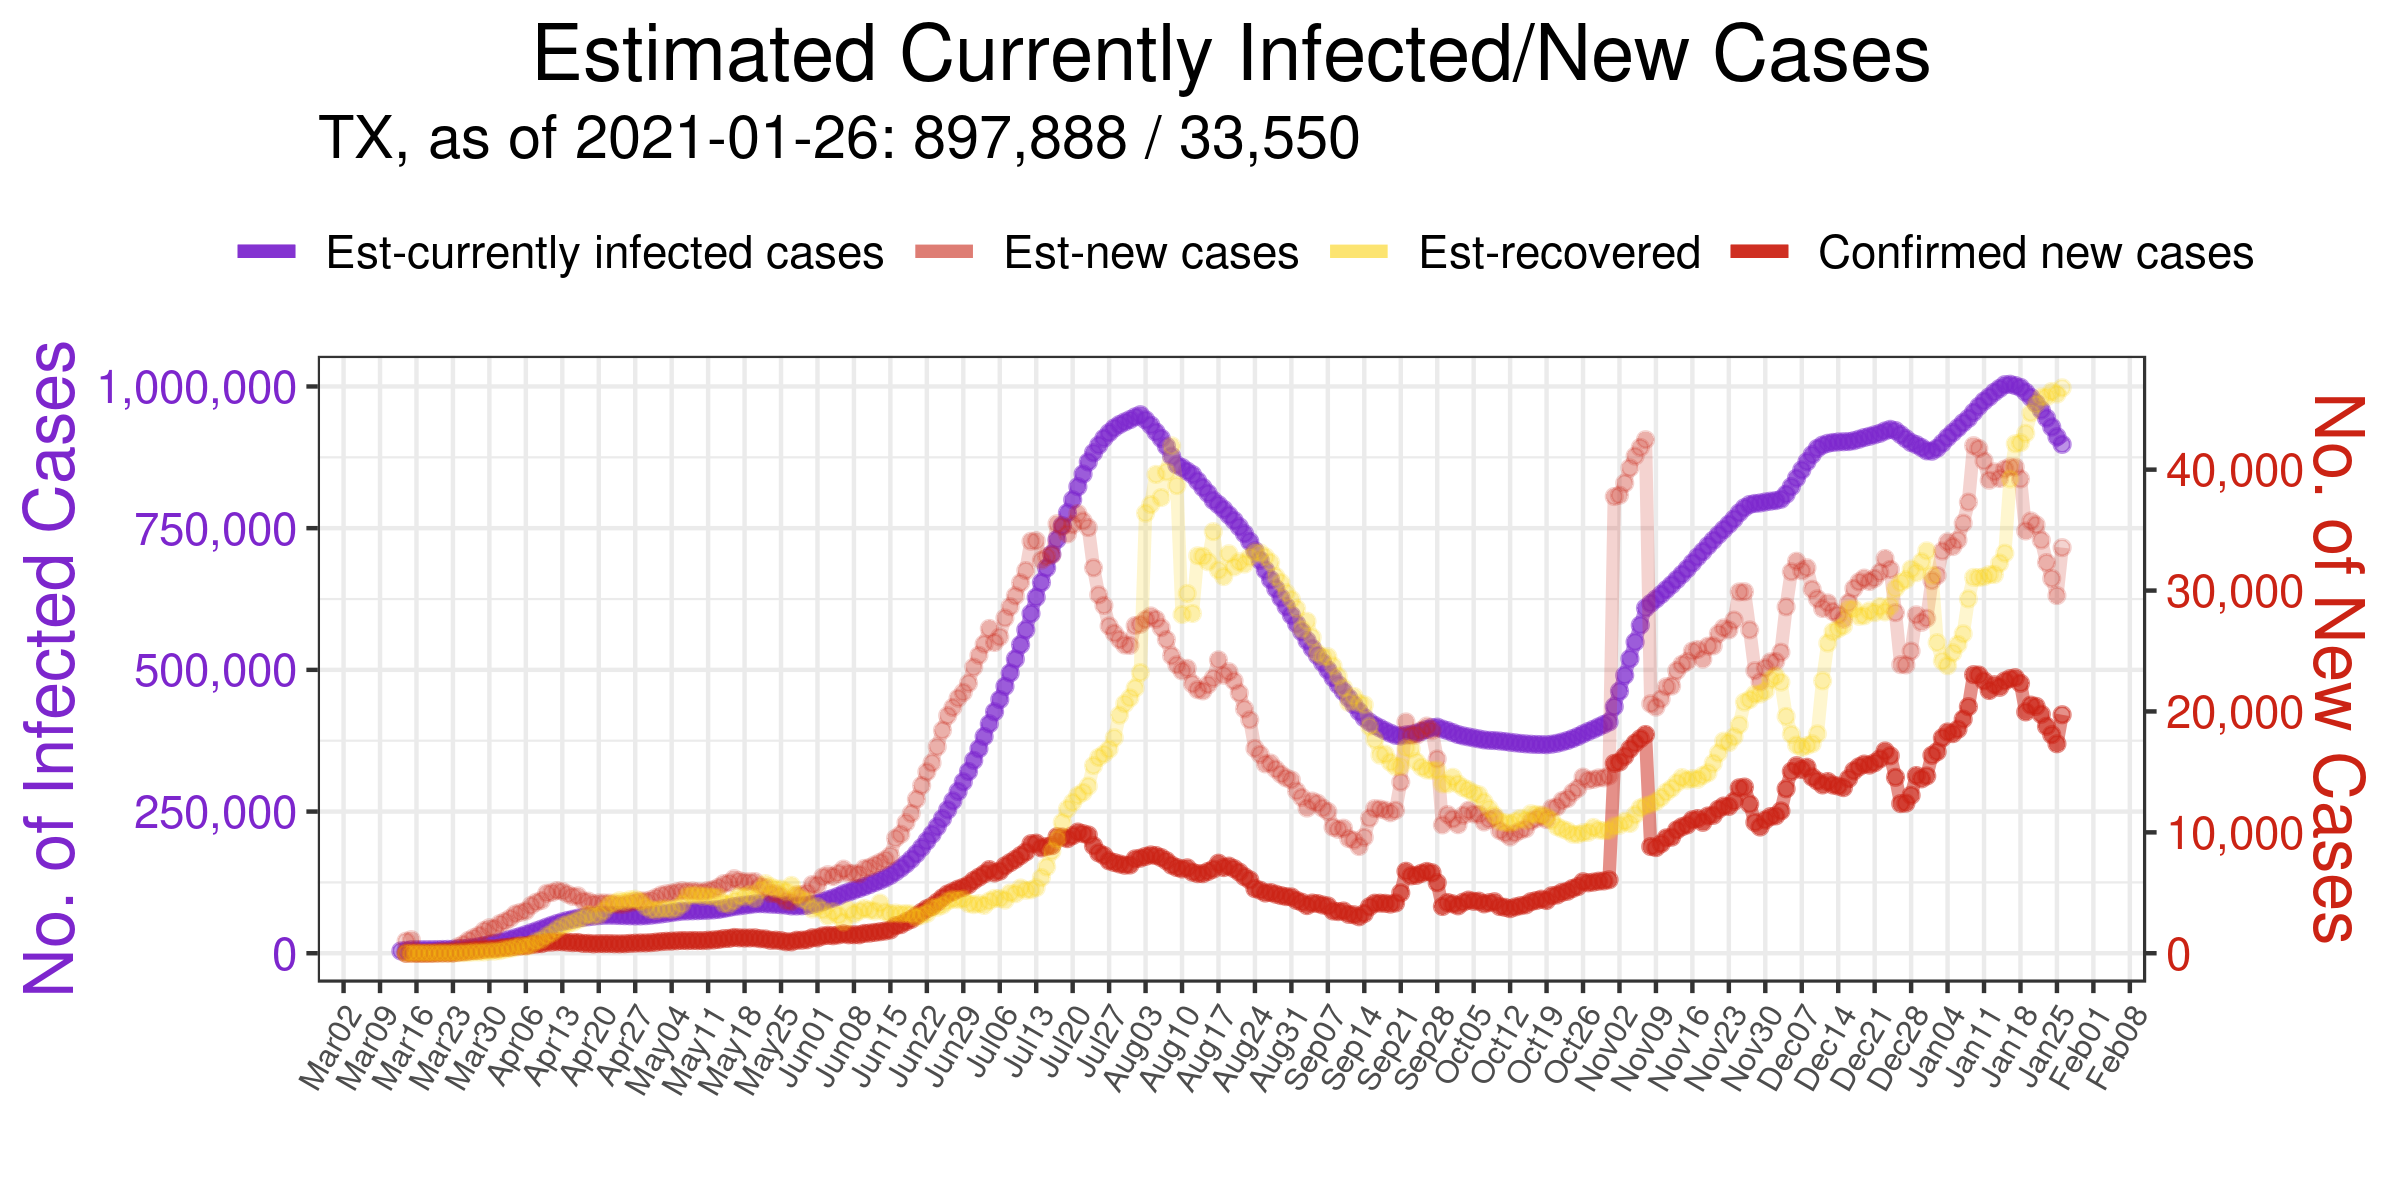 Estimated Currently Infected/New Cases
TX, as of 2021-01-26: 897,888 / 33,550
Est-currently infected cases Est-new cases Est-recovered Confirmed new cases
No. of Infected Cases
1,000,000
750,000
500,000
250,000
0
No. of New Cases
40,000
30,000
20,000
10,000
0
Mar02 Mar09 Mar16 Mar23 Mar30 Apr06 Apr13 Apr20 Apr27 May04 May11 May18 May25 Jun01 Jun08 Jun15 Jun22 Jun29 Jul06 Jul13 Jul20 Jul27 Aug03 Aug10 Aug17 Aug24 Aug31 Sep07 Sep14 Sep21 Sep28 Oct05 Oct12 Oct19 Oct26 Nov02 Nov09 Nov16 Nov23 Nov30 Dec07 Dec14 Dec21 Dec28 Dec04 Jan11 Jan18 Jan25 Feb01 Feb08